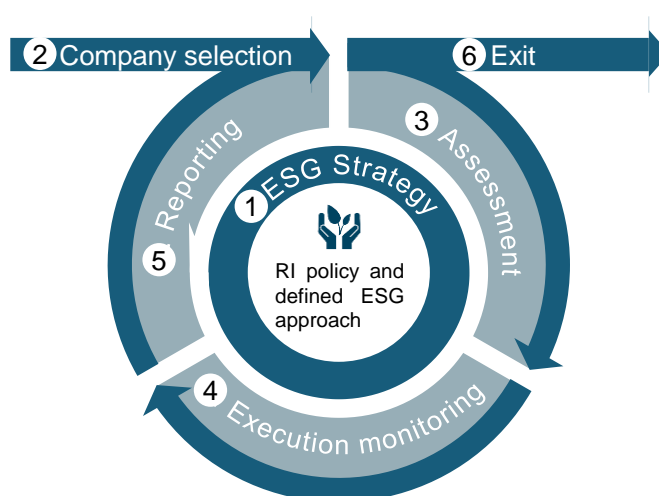 2 Company selection
6 Exit
3 Assessment
1 ESG Strategy
RI policy and
defined ESG
approach
5 Reporting
4 Execution monitoring